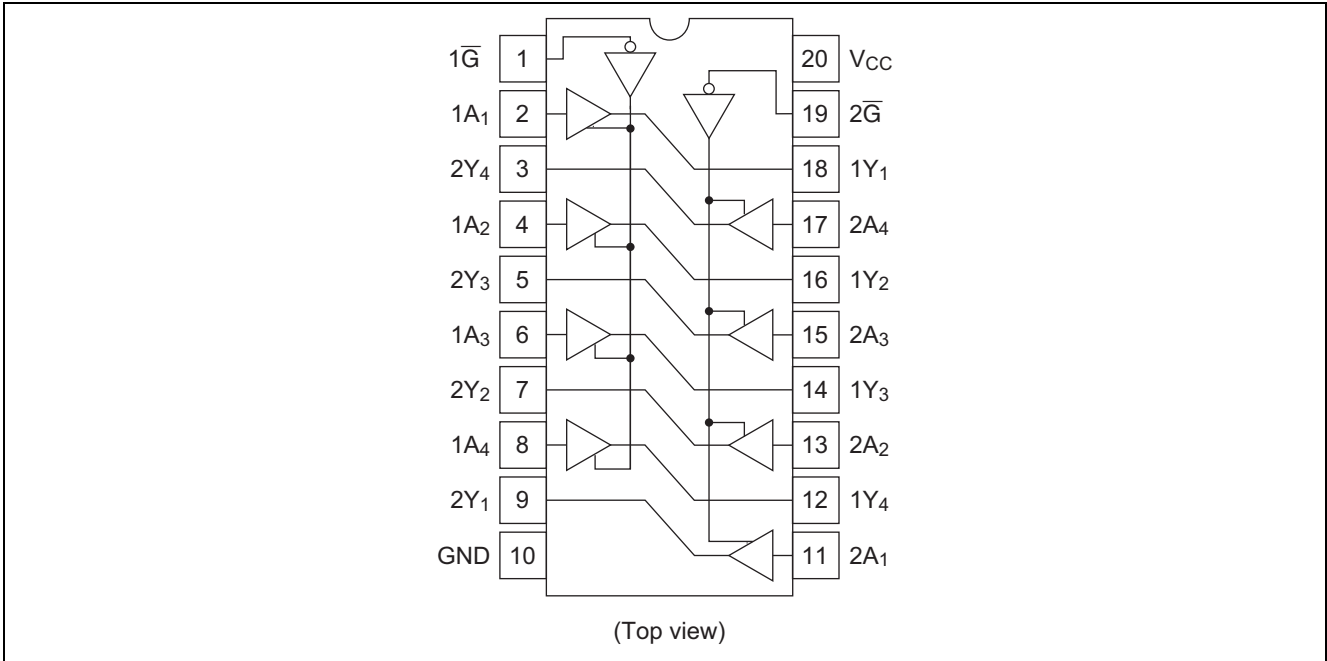 1G̅ 1 20 VCC
1A1 2 19 2G̅
2Y4 3 18 1Y1
1A2 4 17 2A4
2Y3 5 16 1Y2
1A3 6 15 2A3
2Y2 7 14 1Y3
1A4 8 13 2A2
2Y1 9 12 1Y4
GND 10 11 2A1
(Top view)